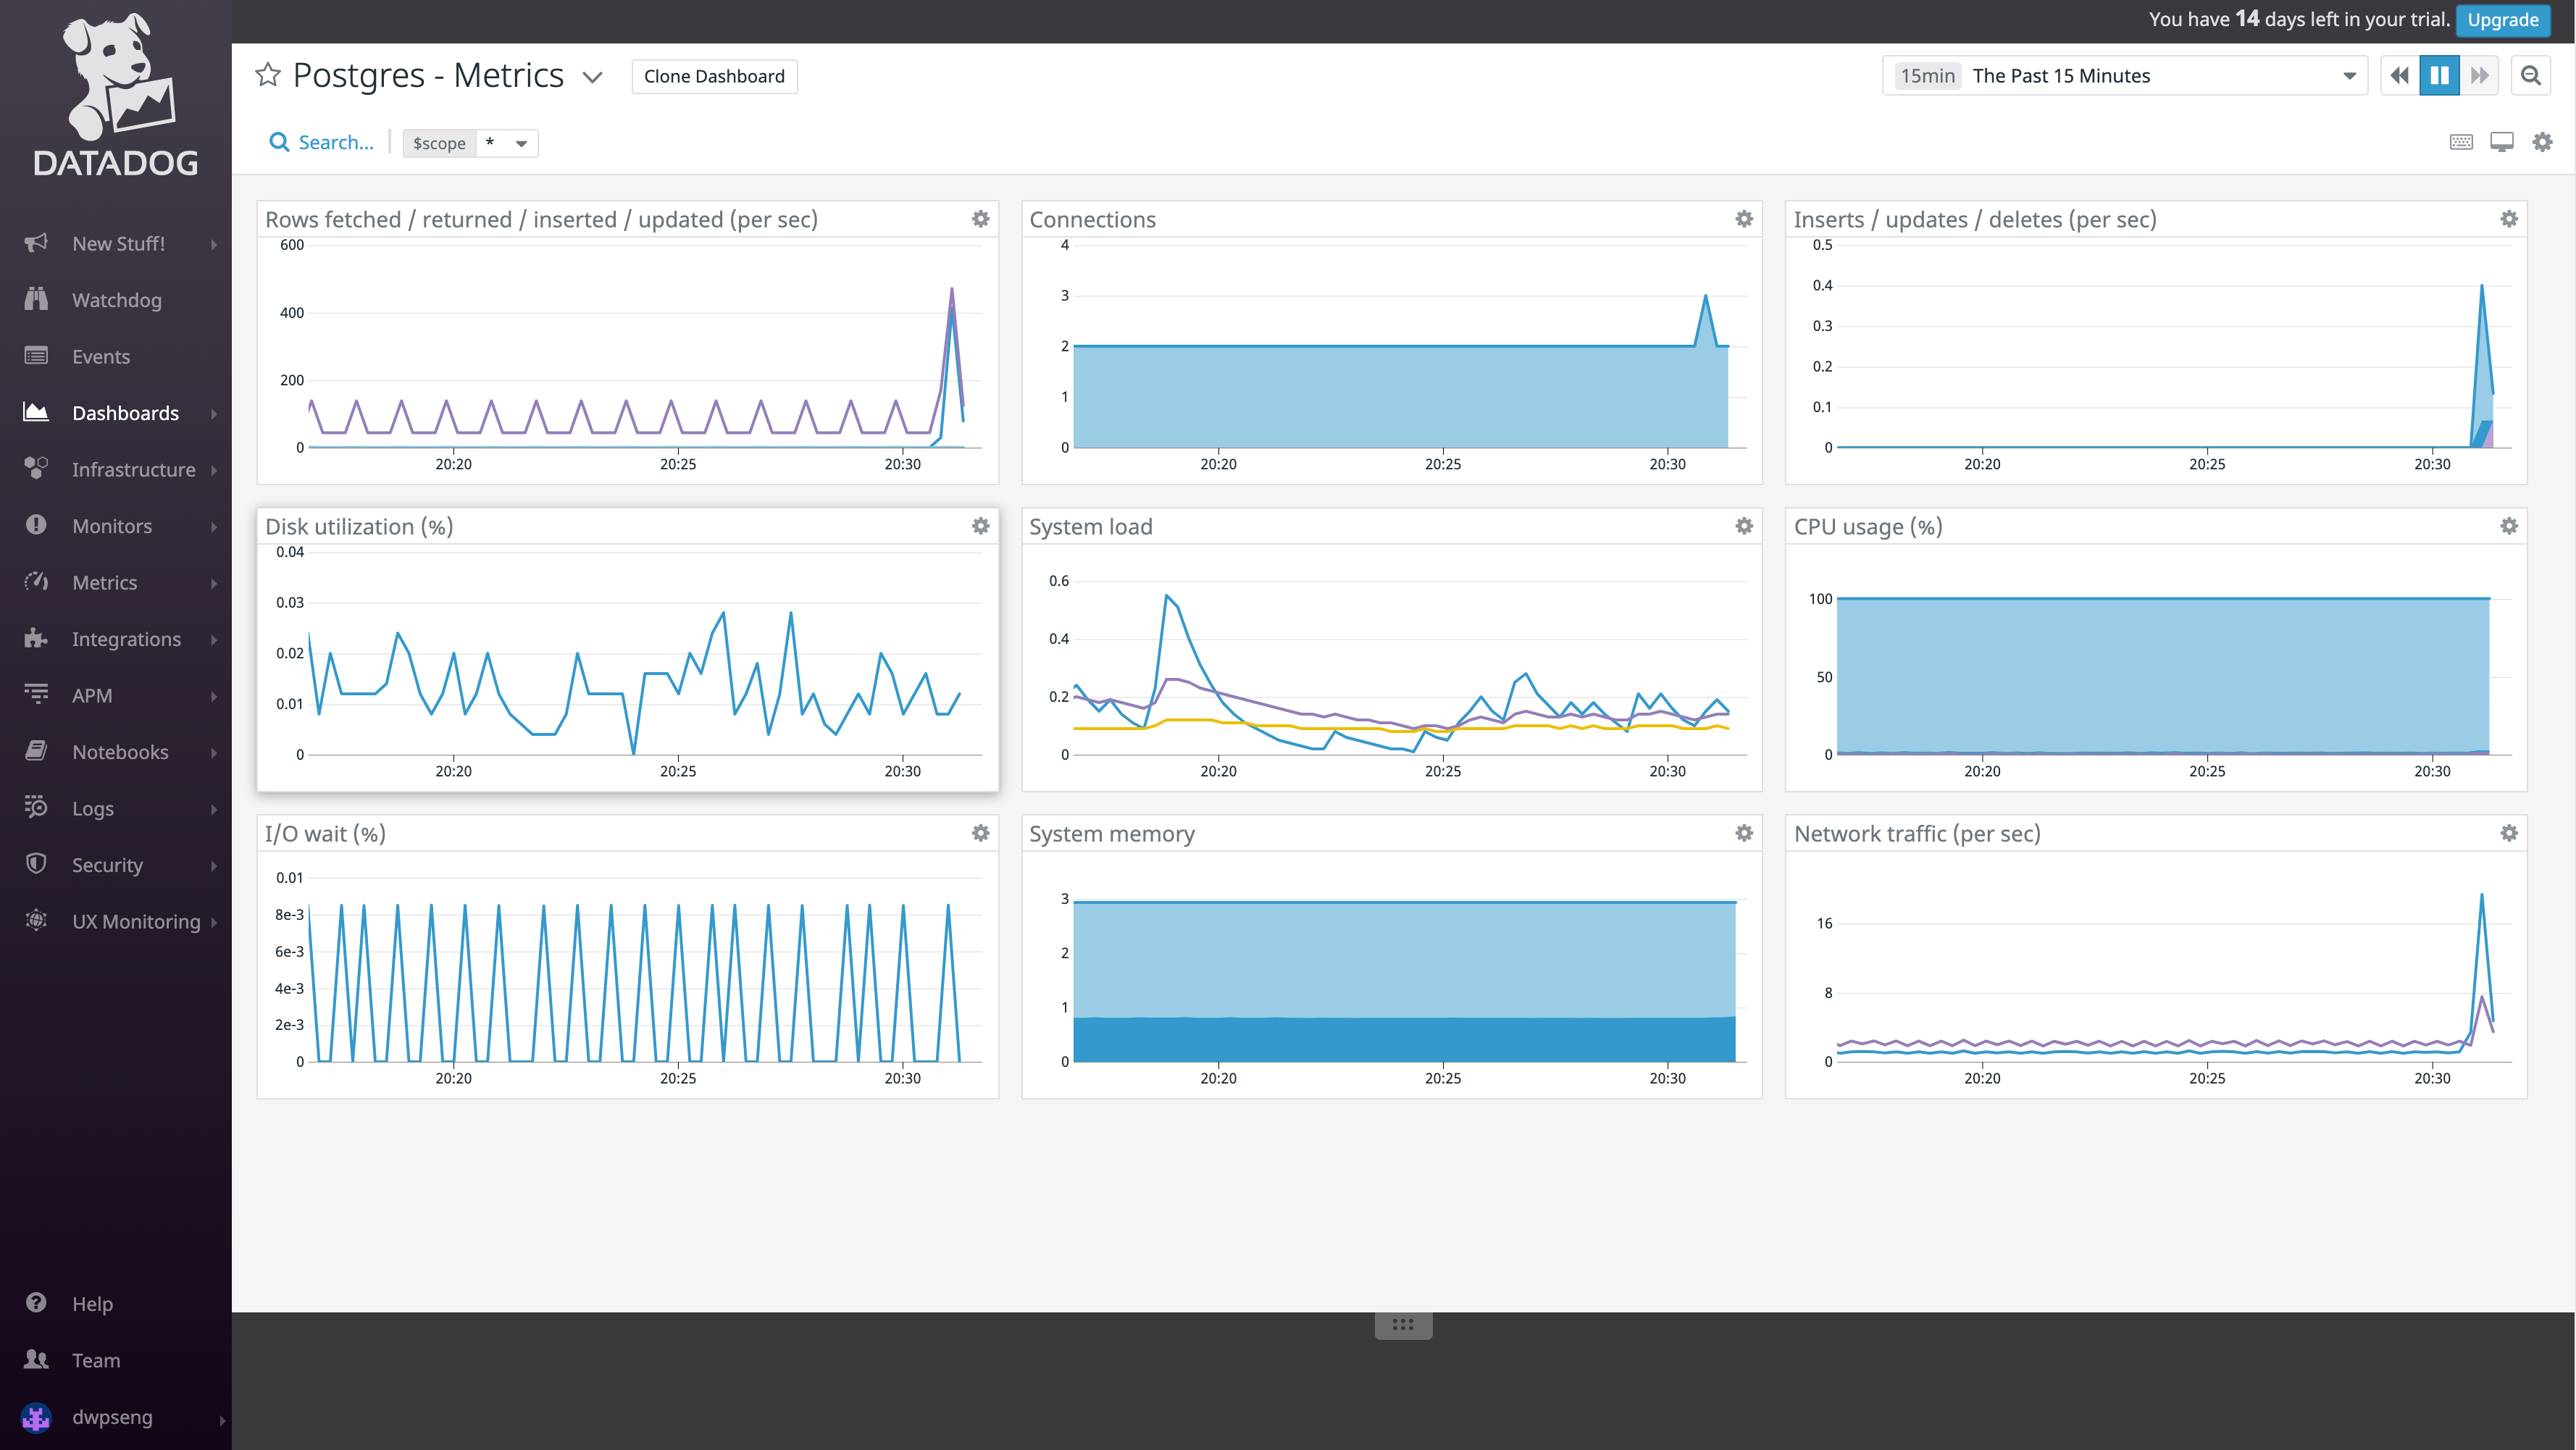 You have 14 days left in your trial. Upgrade
DATADOG
New Stuff!
Watchdog
Events
Dashboards
Infrastructure
Monitors
Metrics
Integrations
APM
Notebooks
Logs
Security
UX Monitoring
Help
Team
dwpseng
Postgres - Metrics
Clone Dashboard
15min The Past 15 Minutes
Search...
$scope *
Rows fetched / returned / inserted / updated (per sec)
600
400
200
0
20:20 20:25 20:30
Connections
4
3
2
1
0
20:20 20:25 20:30
Inserts / updates / deletes (per sec)
0.5
0.4
0.3
0.2
0.1
0
20:20 20:25 20:30
Disk utilization (%)
0.04
0.03
0.02
0.01
0
20:20 20:25 20:30
System load
0.6
0.4
0.2
0
20:20 20:25 20:30
CPU usage (%)
100
50
0
20:20 20:25 20:30
I/O wait (%)
0.01
8e-3
6e-3
4e-3
2e-3
0
20:20 20:25 20:30
System memory
3
2
1
0
20:20 20:25 20:30
Network traffic (per sec)
16
8
0
20:20 20:25 20:30